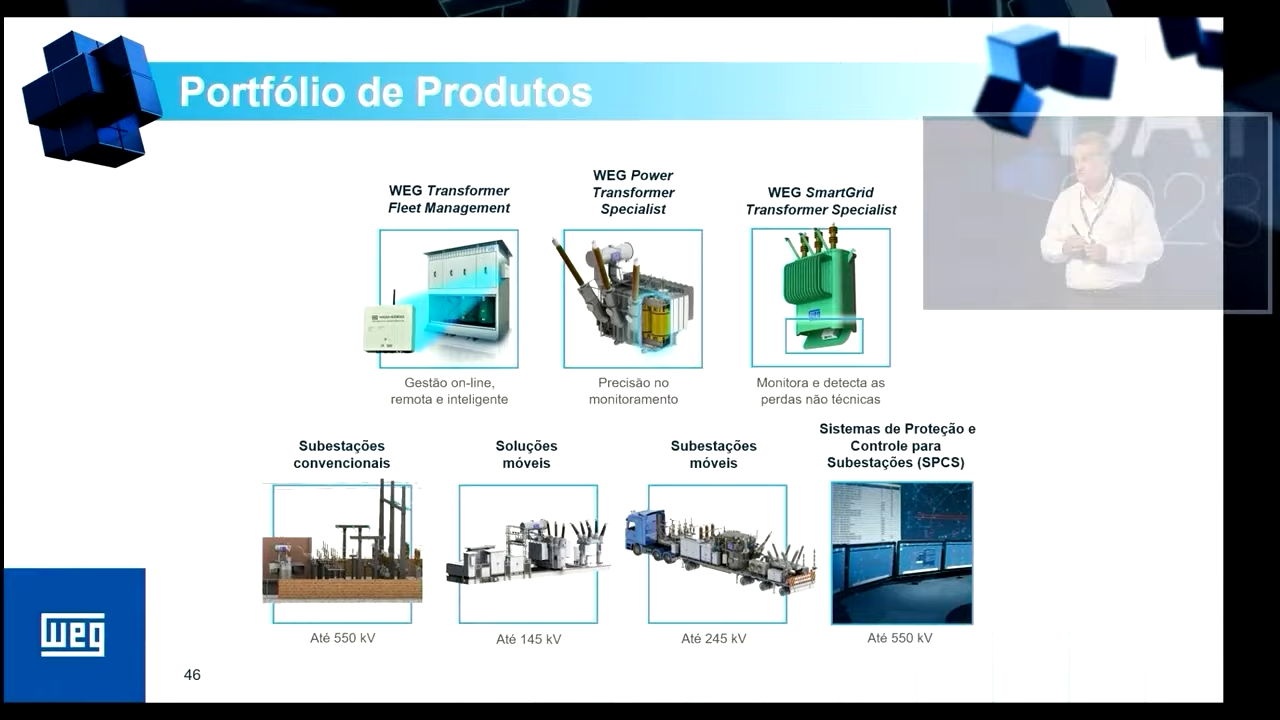 Portfólio de Produtos
WEG Transformer
Fleet Management
WEG Power
Transformer
Specialist
WEG SmartGrid
Transformer Specialist
Gestão on-line,
remota e inteligente
Precisão no
monitoramento
Monitora e detecta as
perdas não técnicas
Subestações
convencionais
Soluções
móveis
Subestações
móveis
Sistemas de Proteção e
Controle para
Subestações (SPCS)
Até 550 kV
Até 145 kV
Até 245 kV
Até 550 kV
weg
46